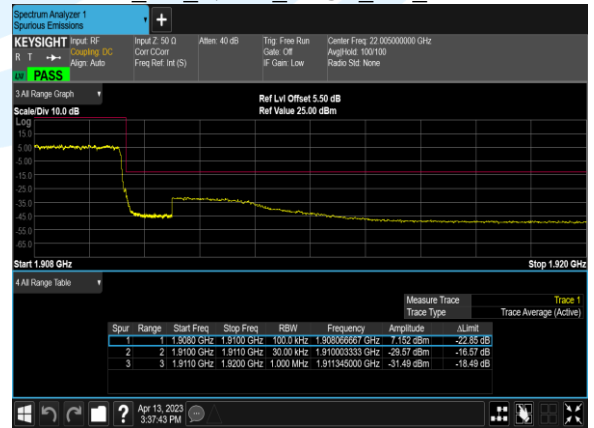 Spectrum Analyzer 1
Spurious Emissions
+
KEYSIGHT Input: RF Input Z: 50 Ω Atten: 40 dB Trig: Free Run Center Freq: 22.005000000 GHz
R T Coupling: DC Corr CCorr Gate: Off Avg|Hold: 100/100
Align: Auto Freq Ref: Int (S) IF Gain: Low Radio Std: None
LV PASS
3 All Range Graph
Ref Lvl Offset 5.50 dB
Scale/Div 10.0 dB Ref Value 25.00 dBm
Log
15.0
5.00
-5.00
-15.0
-25.0
-35.0
-45.0
-55.0
-65.0
Start 1.908 GHz Stop 1.920 GHz
4 All Range Table
Measure Trace Trace 1
Trace Type Trace Average (Active)
Spur Range Start Freq Stop Freq RBW Frequency Amplitude ΔLimit
1 1 1.9080 GHz 1.9100 GHz 100.0 kHz 1.908066667 GHz 7.152 dBm -22.85 dB
2 2 1.9100 GHz 1.9110 GHz 30.00 kHz 1.910003333 GHz -29.57 dBm -16.57 dB
3 3 1.9110 GHz 1.9200 GHz 1.000 MHz 1.911345000 GHz -31.49 dBm -18.49 dB
? Apr 13, 2023
3:37:43 PM